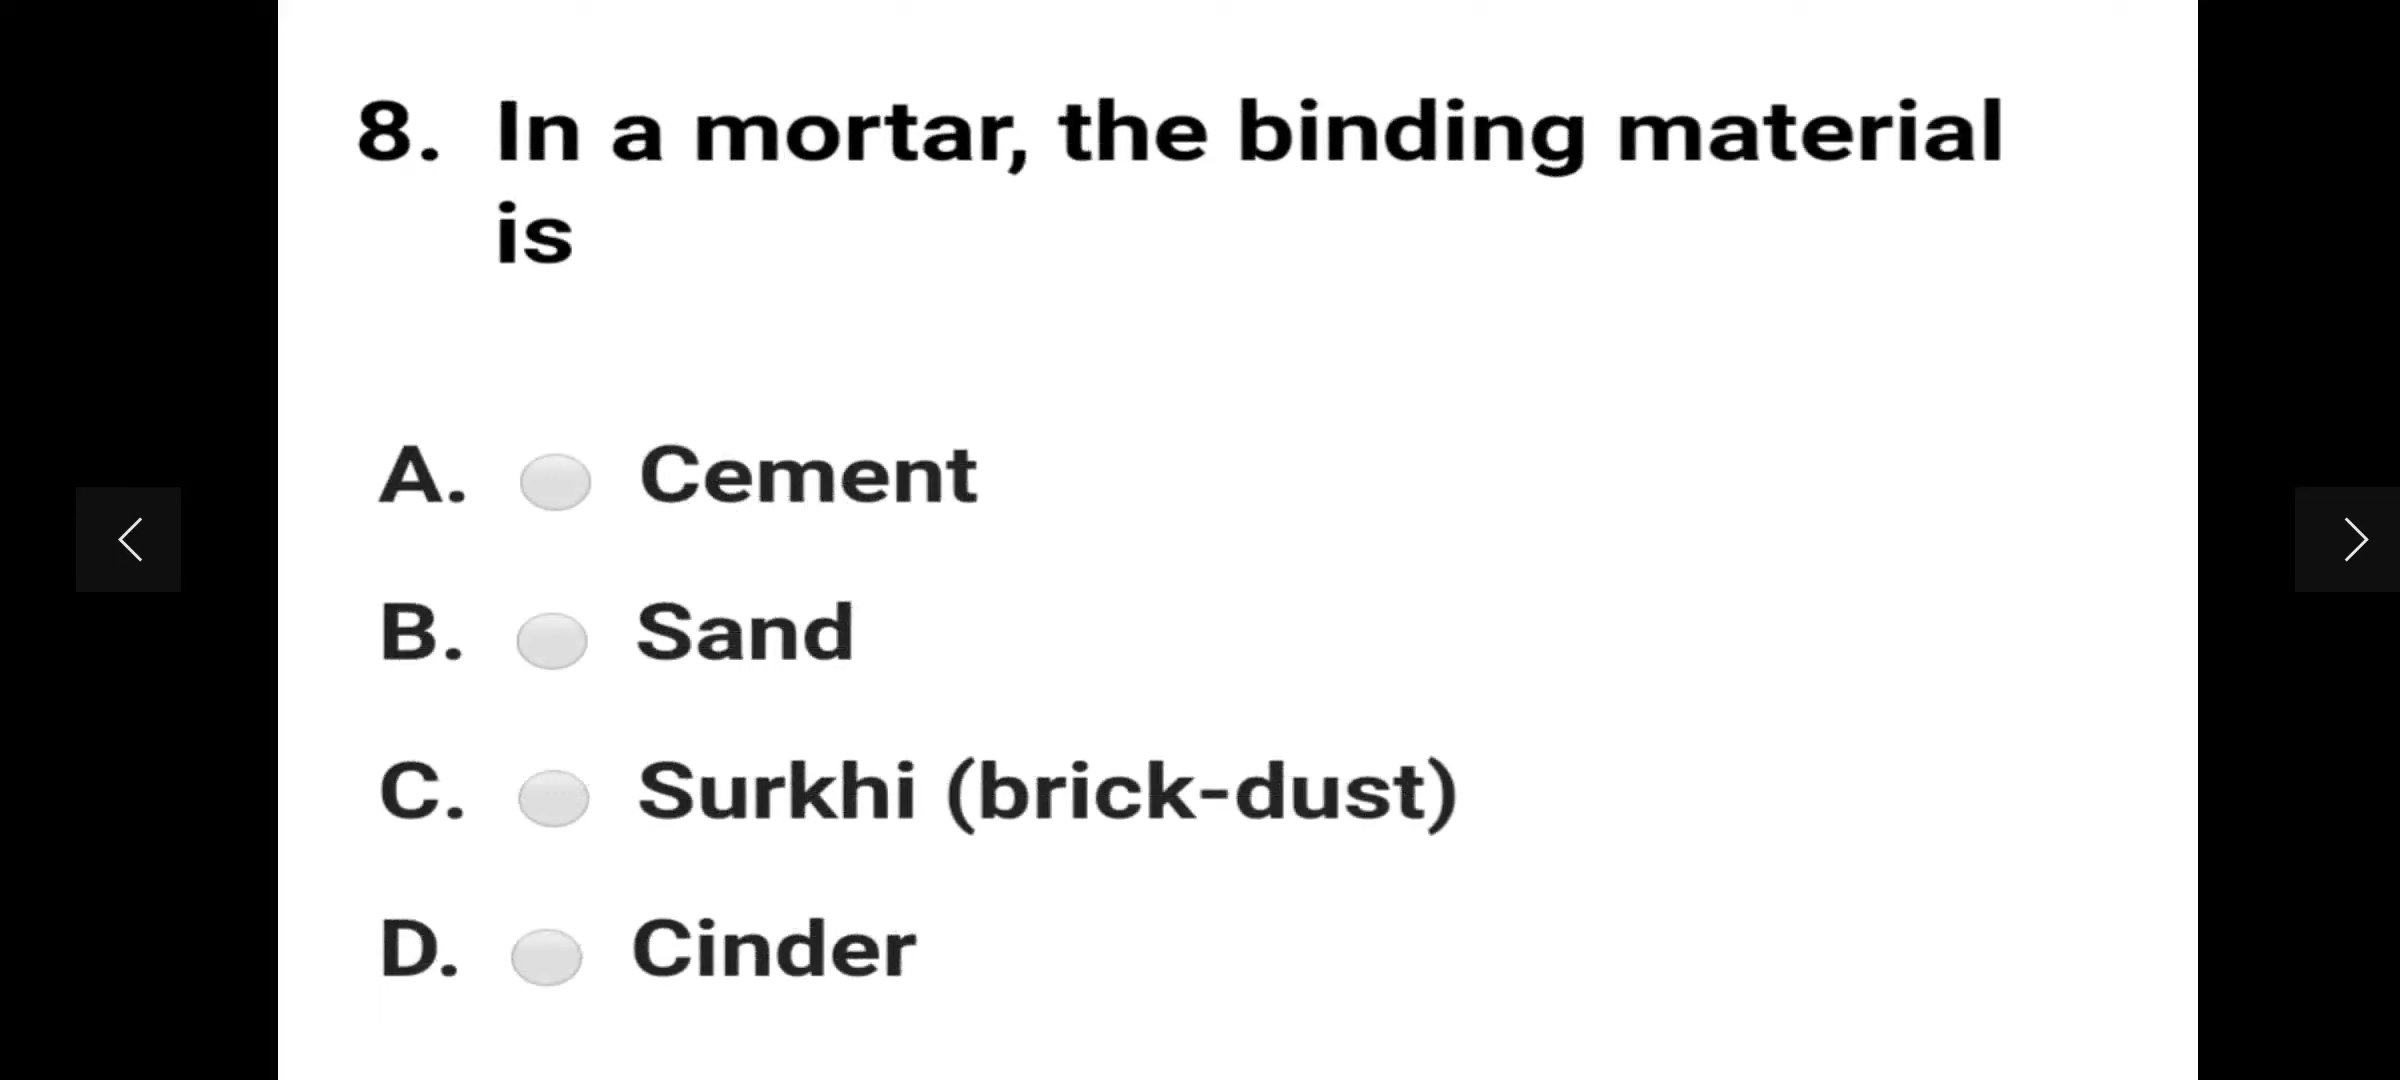 8. In a mortar, the binding material
is
A. Cement
B. Sand
C. Surkhi (brick-dust)
D. Cinder